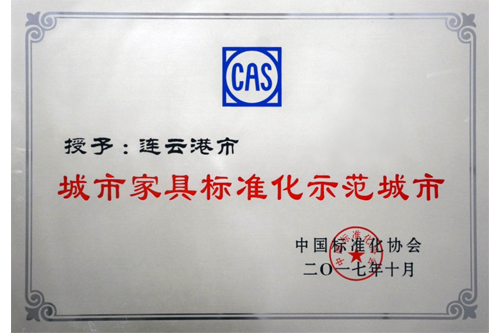 CAS
授予：连云港市
城市家具标准化示范城市
中国标准化协会
二〇一七年十月